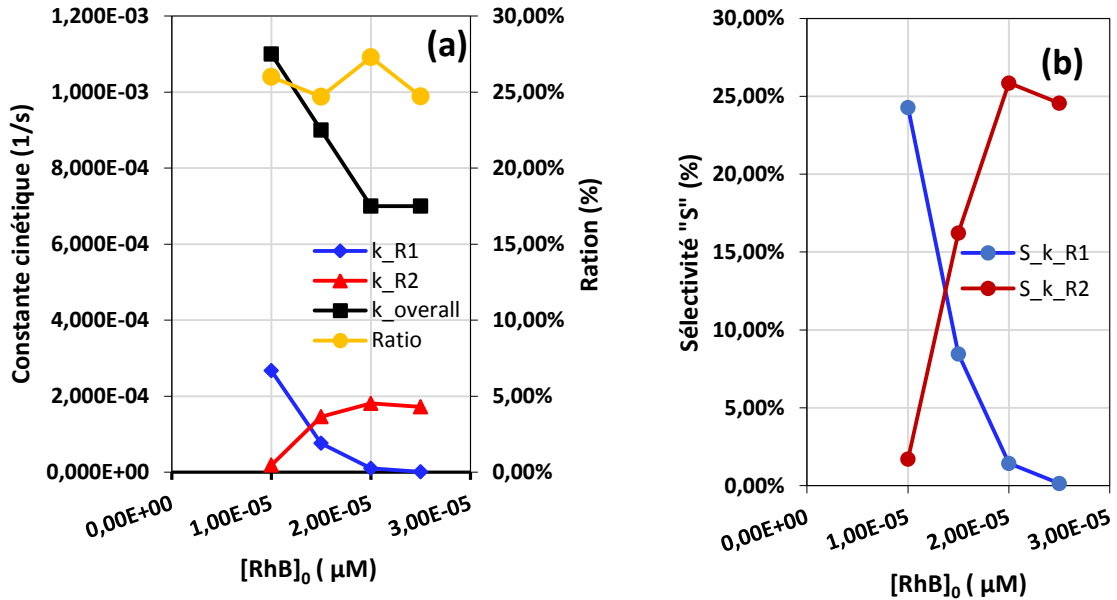 (a)
Constante cinétique (1/s)
1,200E-03
1,000E-03
8,000E-04
6,000E-04
4,000E-04
2,000E-04
0,000E+00
30,00%
25,00%
20,00%
15,00%
10,00%
5,00%
0,00%
Ration (%)
k_R1
k_R2
k_overall
Ratio
0,00E+00
1,00E-05
2,00E-05
3,00E-05
[RhB]0 ( µM)
(b)
Sélectivité "S" (%)
30,00%
25,00%
20,00%
15,00%
10,00%
5,00%
0,00%
S_k_R1
S_k_R2
0,00E+00
1,00E-05
2,00E-05
3,00E-05
[RhB]0 ( µM)